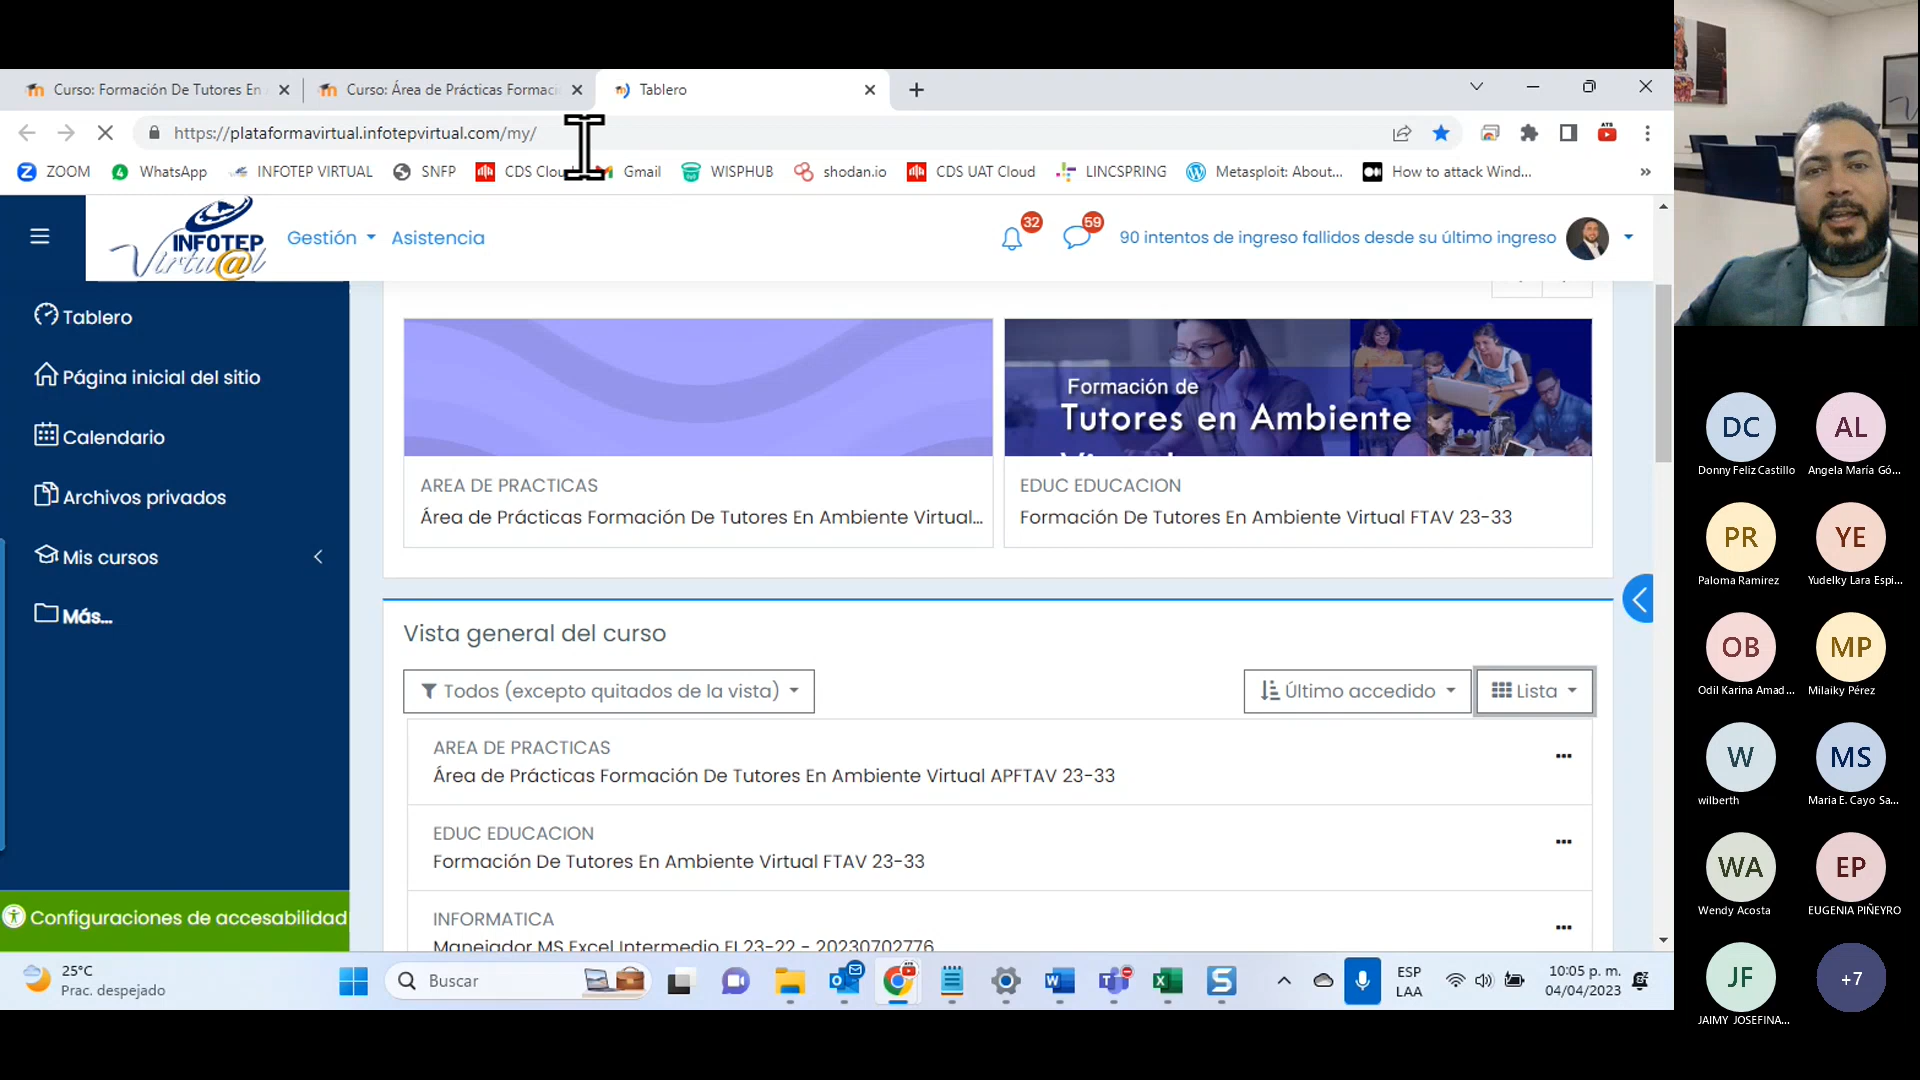 Curso: Formación De Tutores En
Curso: Área de Prácticas Formaci
Tablero
https://plataformavirtual.infotepvirtual.com/my/
ZOOM
WhatsApp
INFOTEP VIRTUAL
SNFP
CDS Clou
Gmail
WISPHUB
shodan.io
CDS UAT Cloud
LINCSPRING
Metasploit: About...
How to attack Wind...
INFOTEP
Virtu@l
Gestión
Asistencia
32
59
90 intentos de ingreso fallidos desde su último ingreso
Tablero
Página inicial del sitio
Calendario
Archivos privados
Mis cursos
Más...
Configuraciones de accesabilidad
Formación de
Tutores en Ambiente
AREA DE PRACTICAS
Área de Prácticas Formación De Tutores En Ambiente Virtual...
EDUC EDUCACION
Formación De Tutores En Ambiente Virtual FTAV 23-33
Vista general del curso
Todos (excepto quitados de la vista)
Último accedido
Lista
AREA DE PRACTICAS
Área de Prácticas Formación De Tutores En Ambiente Virtual APFTAV 23-33
EDUC EDUCACION
Formación De Tutores En Ambiente Virtual FTAV 23-33
INFORMATICA
Manejador MS Excel Intermedio EI 23-22 - 20230702776
25°C
Prac. despejado
Buscar
ESP
LAA
10:05 p. m.
04/04/2023
DC
Donny Feliz Castillo
AL
Angela María Gó...
PR
Paloma Ramirez
YE
Yudelky Lara Espi...
OB
Odil Karina Amad...
MP
Milaiky Pérez
W
wilberth
MS
Maria E. Cayo Sa...
WA
Wendy Acosta
EP
EUGENIA PIÑEYRO
JF
JAIMY JOSEFINA...
+7